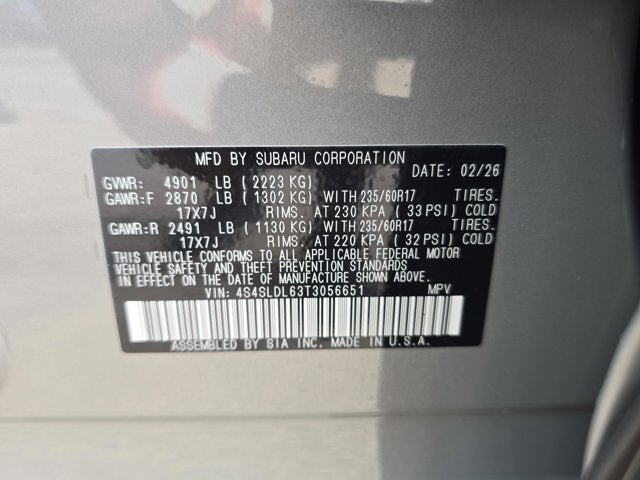 MFD BY SUBARU CORPORATION
DATE: 02/26
GVWR: 4901 LB ( 2223 KG)
GAWR:F 2870 LB ( 1302 KG) WITH 235/60R17 TIRES.
17X7J RIMS. AT 230 KPA ( 33 PSI) COLD
GAWR:R 2491 LB ( 1130 KG) WITH 235/60R17 TIRES.
17X7J RIMS. AT 220 KPA ( 32 PSI) COLD
THIS VEHICLE CONFORMS TO ALL APPLICABLE FEDERAL MOTOR
VEHICLE SAFETY AND THEFT PREVENTION STANDARDS
IN EFFECT ON THE DATE OF MANUFACTURE SHOWN ABOVE.
VIN: 4S4SLDL63T3056651 MPV
ASSEMBLED BY SIA INC. MADE IN U.S.A.